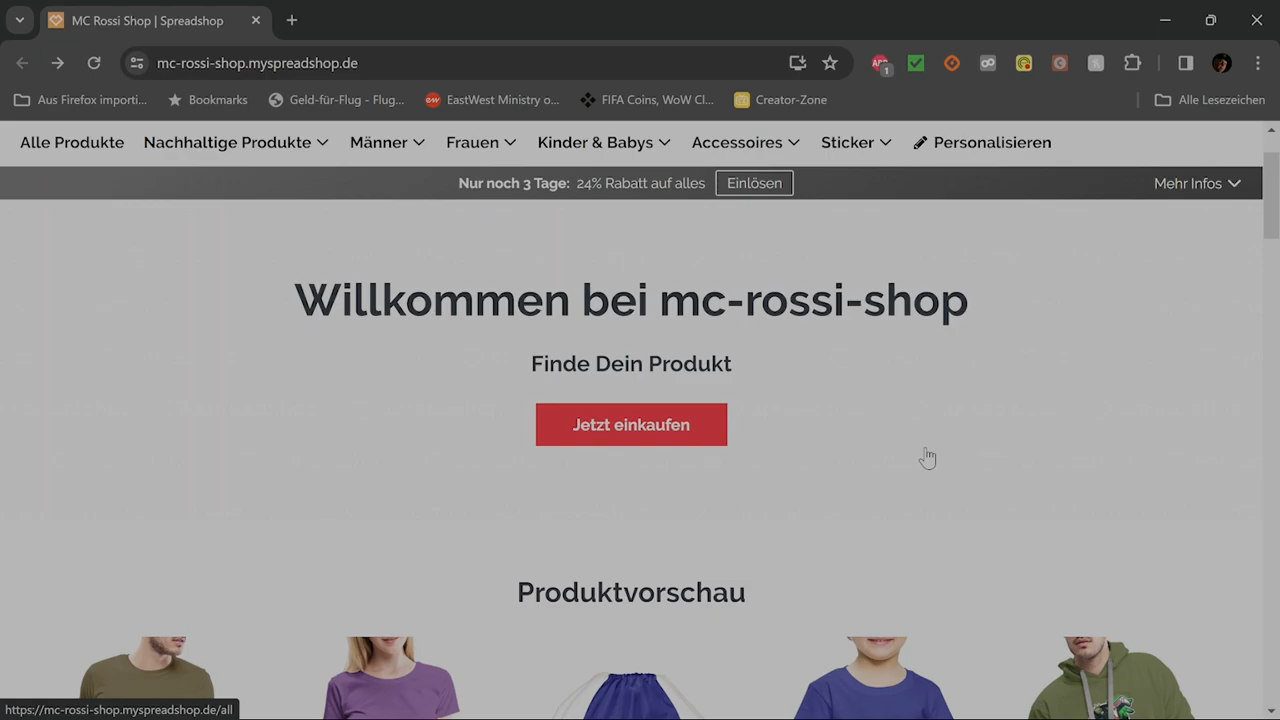 MC Rossi Shop | Spreadshop
mc-rossi-shop.myspreadshop.de
1
Aus Firefox importi...
Bookmarks
Geld-für-Flug - Flug...
EastWest Ministry o...
FIFA Coins, WoW Cl...
Creator-Zone
Alle Lesezeichen
Alle Produkte
Nachhaltige Produkte
Männer
Frauen
Kinder & Babys
Accessoires
Sticker
Personalisieren
Nur noch 3 Tage: 24% Rabatt auf alles
Einlösen
Mehr Infos
Willkommen bei mc-rossi-shop
Finde Dein Produkt
Jetzt einkaufen
Produktvorschau
https://mc-rossi-shop.myspreadshop.de/all